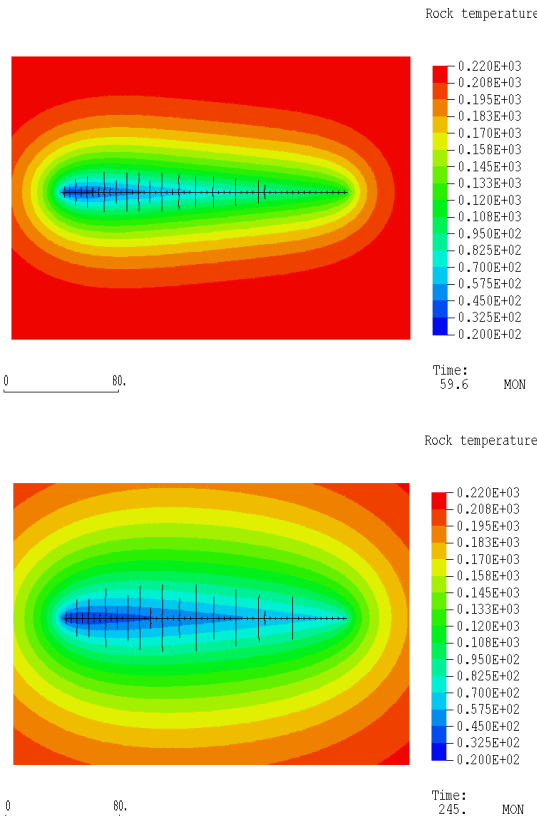 Rock temperature
0.220E+03
0.208E+03
0.195E+03
0.183E+03
0.170E+03
0.158E+03
0.145E+03
0.133E+03
0.120E+03
0.108E+03
0.950E+02
0.825E+02
0.700E+02
0.575E+02
0.450E+02
0.325E+02
0.200E+02
Time:
59.6 MON
0 80.
Rock temperature
0.220E+03
0.208E+03
0.195E+03
0.183E+03
0.170E+03
0.158E+03
0.145E+03
0.133E+03
0.120E+03
0.108E+03
0.950E+02
0.825E+02
0.700E+02
0.575E+02
0.450E+02
0.325E+02
0.200E+02
Time:
245. MON
0 80.